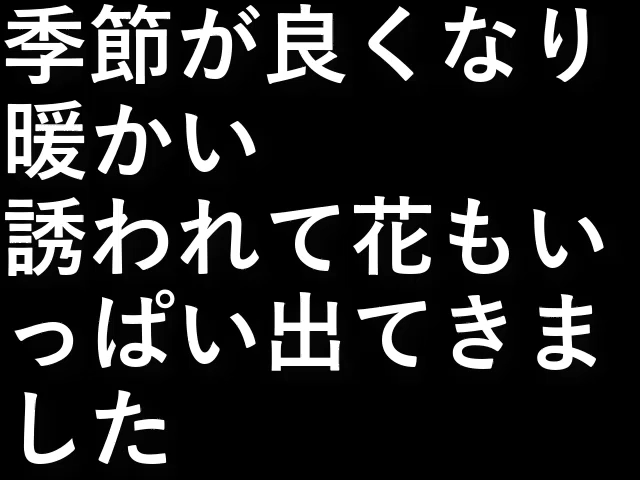 季節が良くなり
暖かい
誘われて花もい
っぱい出てきま
した